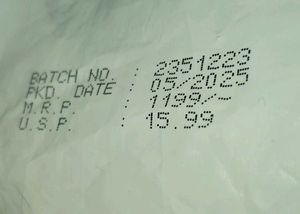 BATCH NO. : 2351223
PKD. DATE : 05/2025
M.R.P. : 1199/-
U.S.P. : 15.99